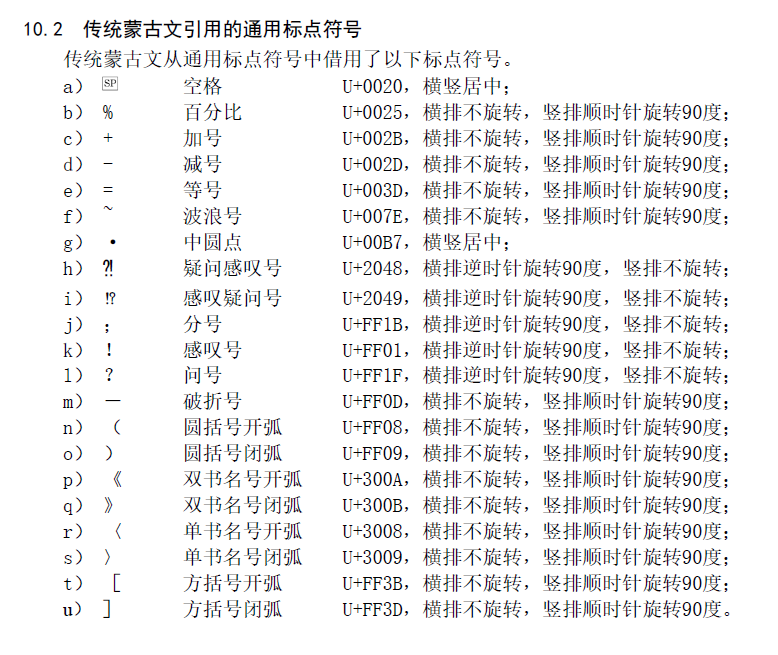 10.2 传统蒙古文引用的通用标点符号
传统蒙古文从通用标点符号中借用了以下标点符号。
a) SP 空格 U+0020，横竖居中；
b) % 百分比 U+0025，横排不旋转，竖排顺时针旋转90度；
c) + 加号 U+002B，横排不旋转，竖排顺时针旋转90度；
d) - 减号 U+002D，横排不旋转，竖排顺时针旋转90度；
e) = 等号 U+003D，横排不旋转，竖排顺时针旋转90度；
f) ~ 波浪号 U+007E，横排不旋转，竖排顺时针旋转90度；
g) · 中圆点 U+00B7，横竖居中；
h) ⁈ 疑问感叹号 U+2048，横排逆时针旋转90度，竖排不旋转；
i) ⁉ 感叹疑问号 U+2049，横排逆时针旋转90度，竖排不旋转；
j) ； 分号 U+FF1B，横排逆时针旋转90度，竖排不旋转；
k) ！ 感叹号 U+FF01，横排逆时针旋转90度，竖排不旋转；
l) ？ 问号 U+FF1F，横排逆时针旋转90度，竖排不旋转；
m) － 破折号 U+FF0D，横排不旋转，竖排顺时针旋转90度；
n) （ 圆括号开弧 U+FF08，横排不旋转，竖排顺时针旋转90度；
o) ） 圆括号闭弧 U+FF09，横排不旋转，竖排顺时针旋转90度；
p) 《 双书名号开弧 U+300A，横排不旋转，竖排顺时针旋转90度；
q) 》 双书名号闭弧 U+300B，横排不旋转，竖排顺时针旋转90度；
r) 〈 单书名号开弧 U+3008，横排不旋转，竖排顺时针旋转90度；
s) 〉 单书名号闭弧 U+3009，横排不旋转，竖排顺时针旋转90度；
t) ［ 方括号开弧 U+FF3B，横排不旋转，竖排顺时针旋转90度；
u) ］ 方括号闭弧 U+FF3D，横排不旋转，竖排顺时针旋转90度。